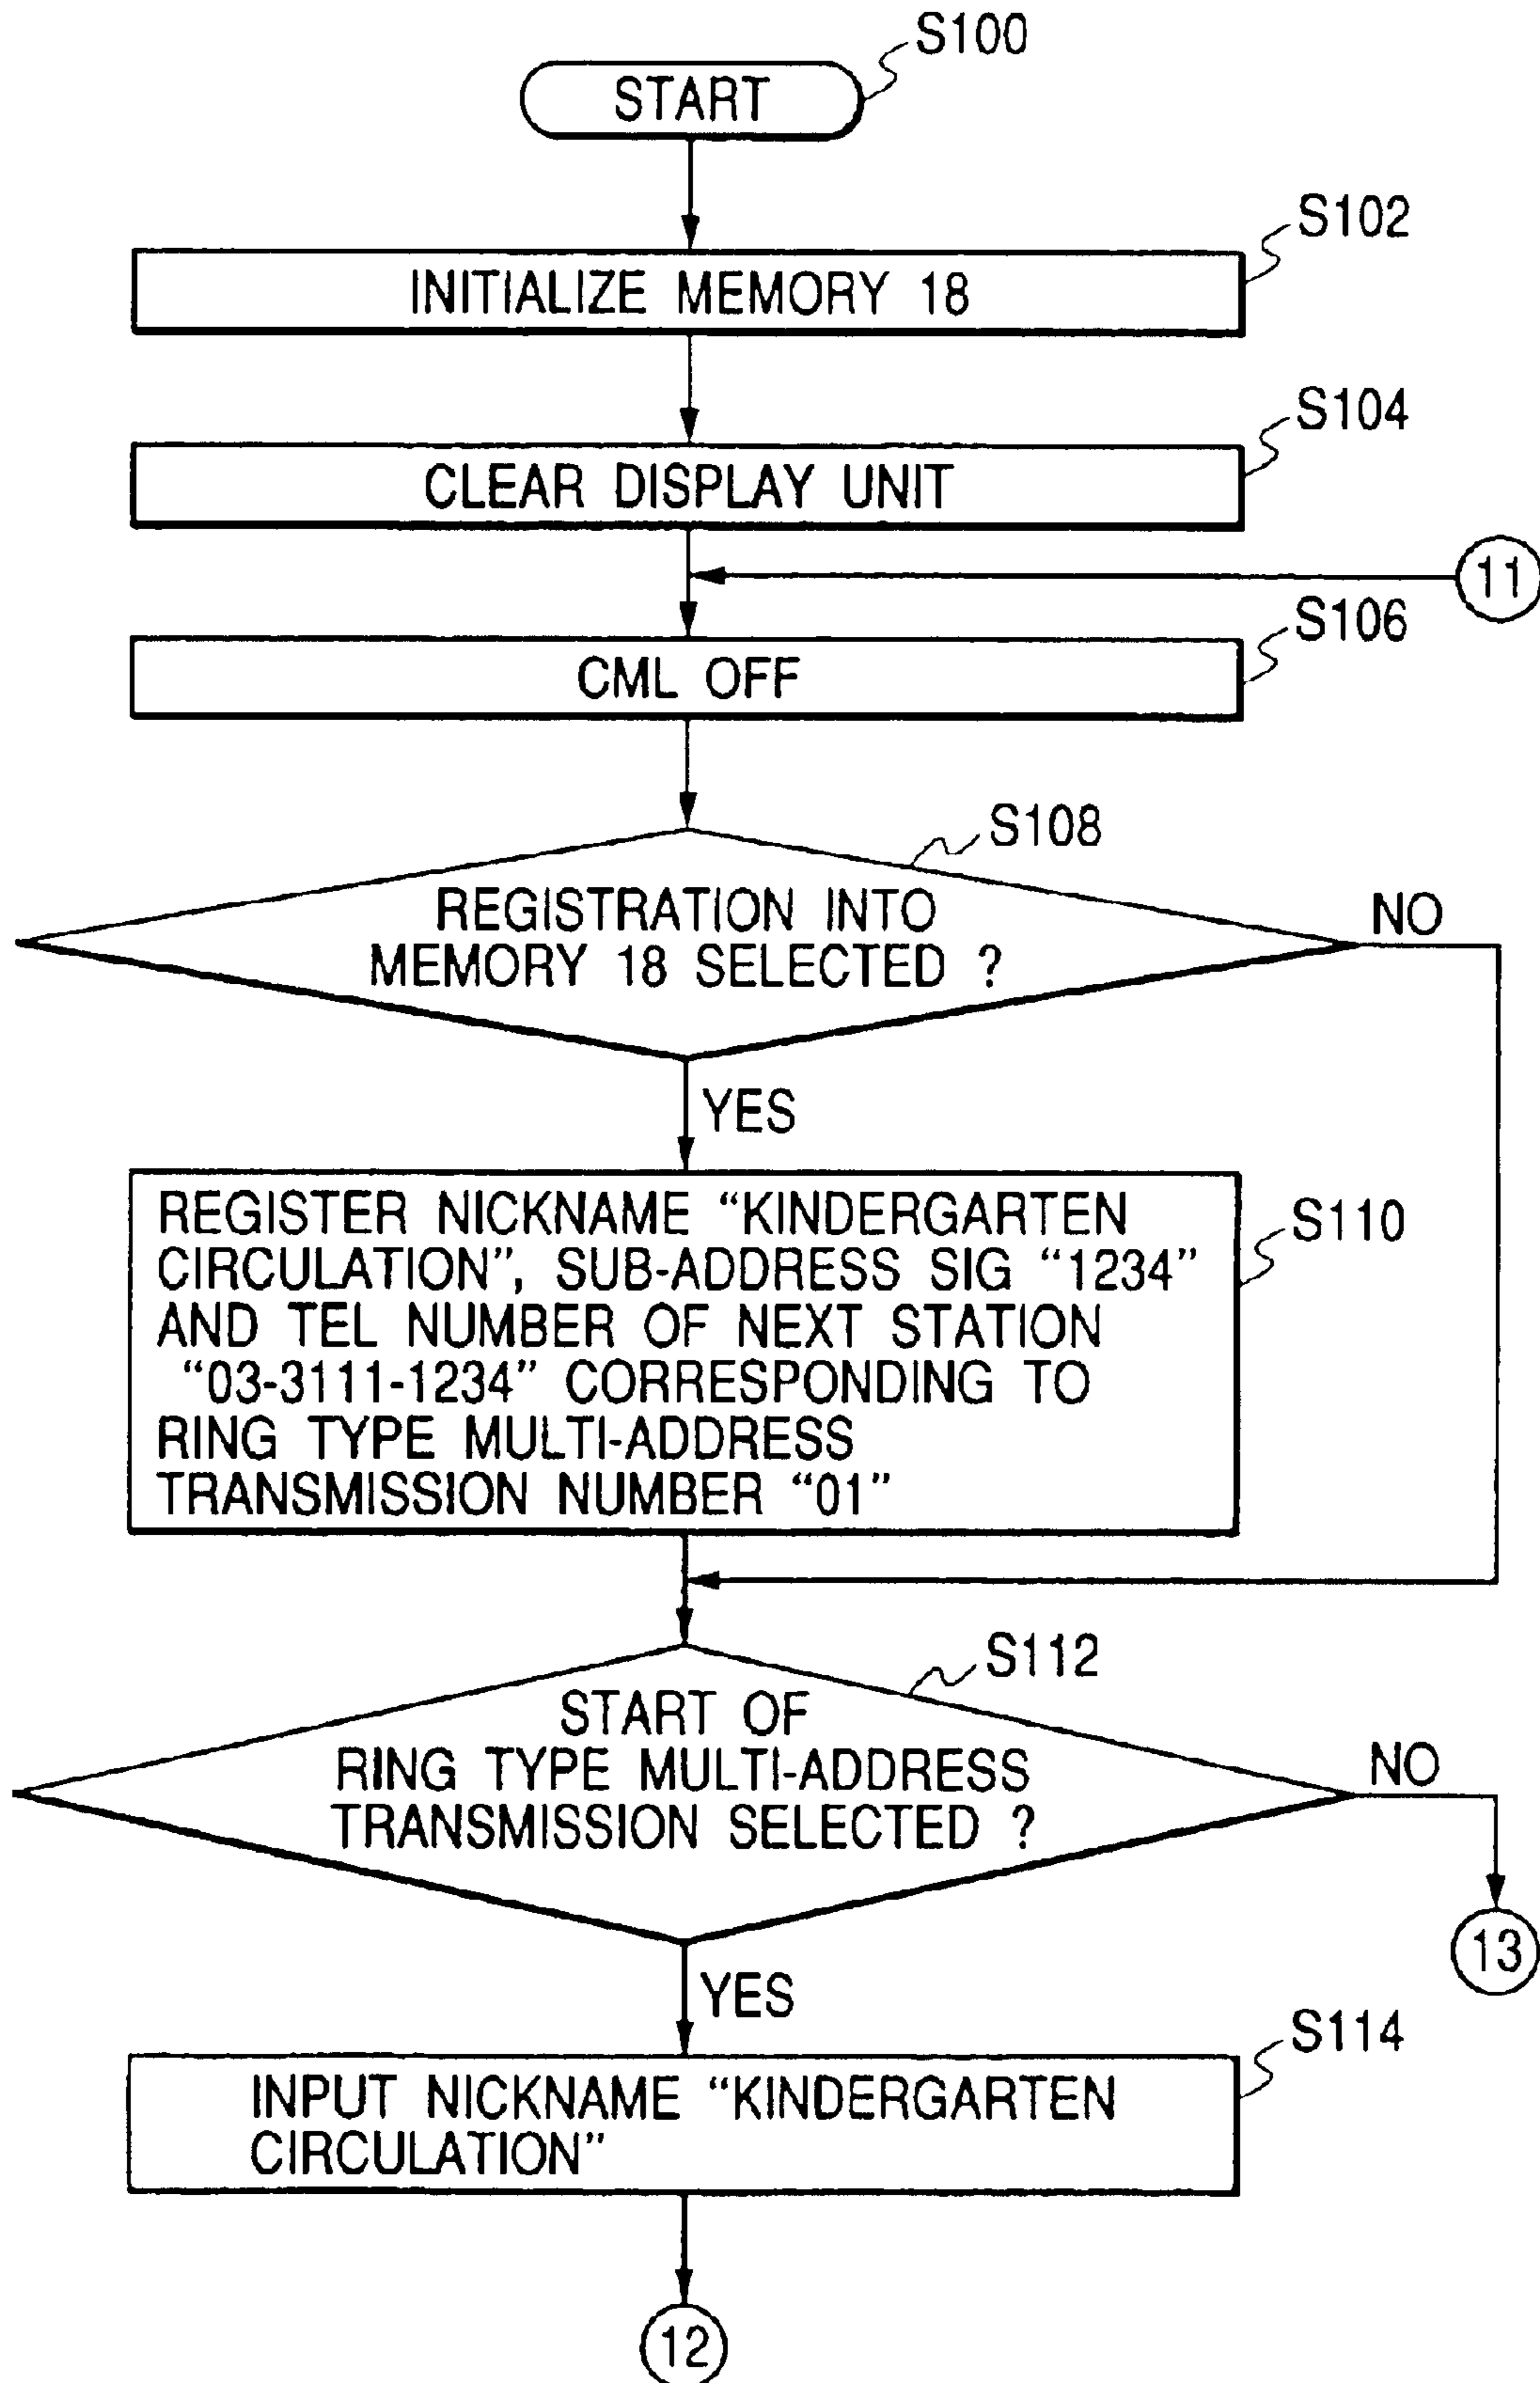 S100
START
S102
INITIALIZE MEMORY 18
S104
CLEAR DISPLAY UNIT
11
S106
CML OFF
S108
REGISTRATION INTO
MEMORY 18 SELECTED ?
NO
YES
S110
REGISTER NICKNAME “KINDERGARTEN
CIRCULATION”, SUB-ADDRESS SIG “1234”
AND TEL NUMBER OF NEXT STATION
“03-3111-1234” CORRESPONDING TO
RING TYPE MULTI-ADDRESS
TRANSMISSION NUMBER “01”
S112
START OF
RING TYPE MULTI-ADDRESS
TRANSMISSION SELECTED ?
NO
13
YES
S114
INPUT NICKNAME “KINDERGARTEN
CIRCULATION”
12